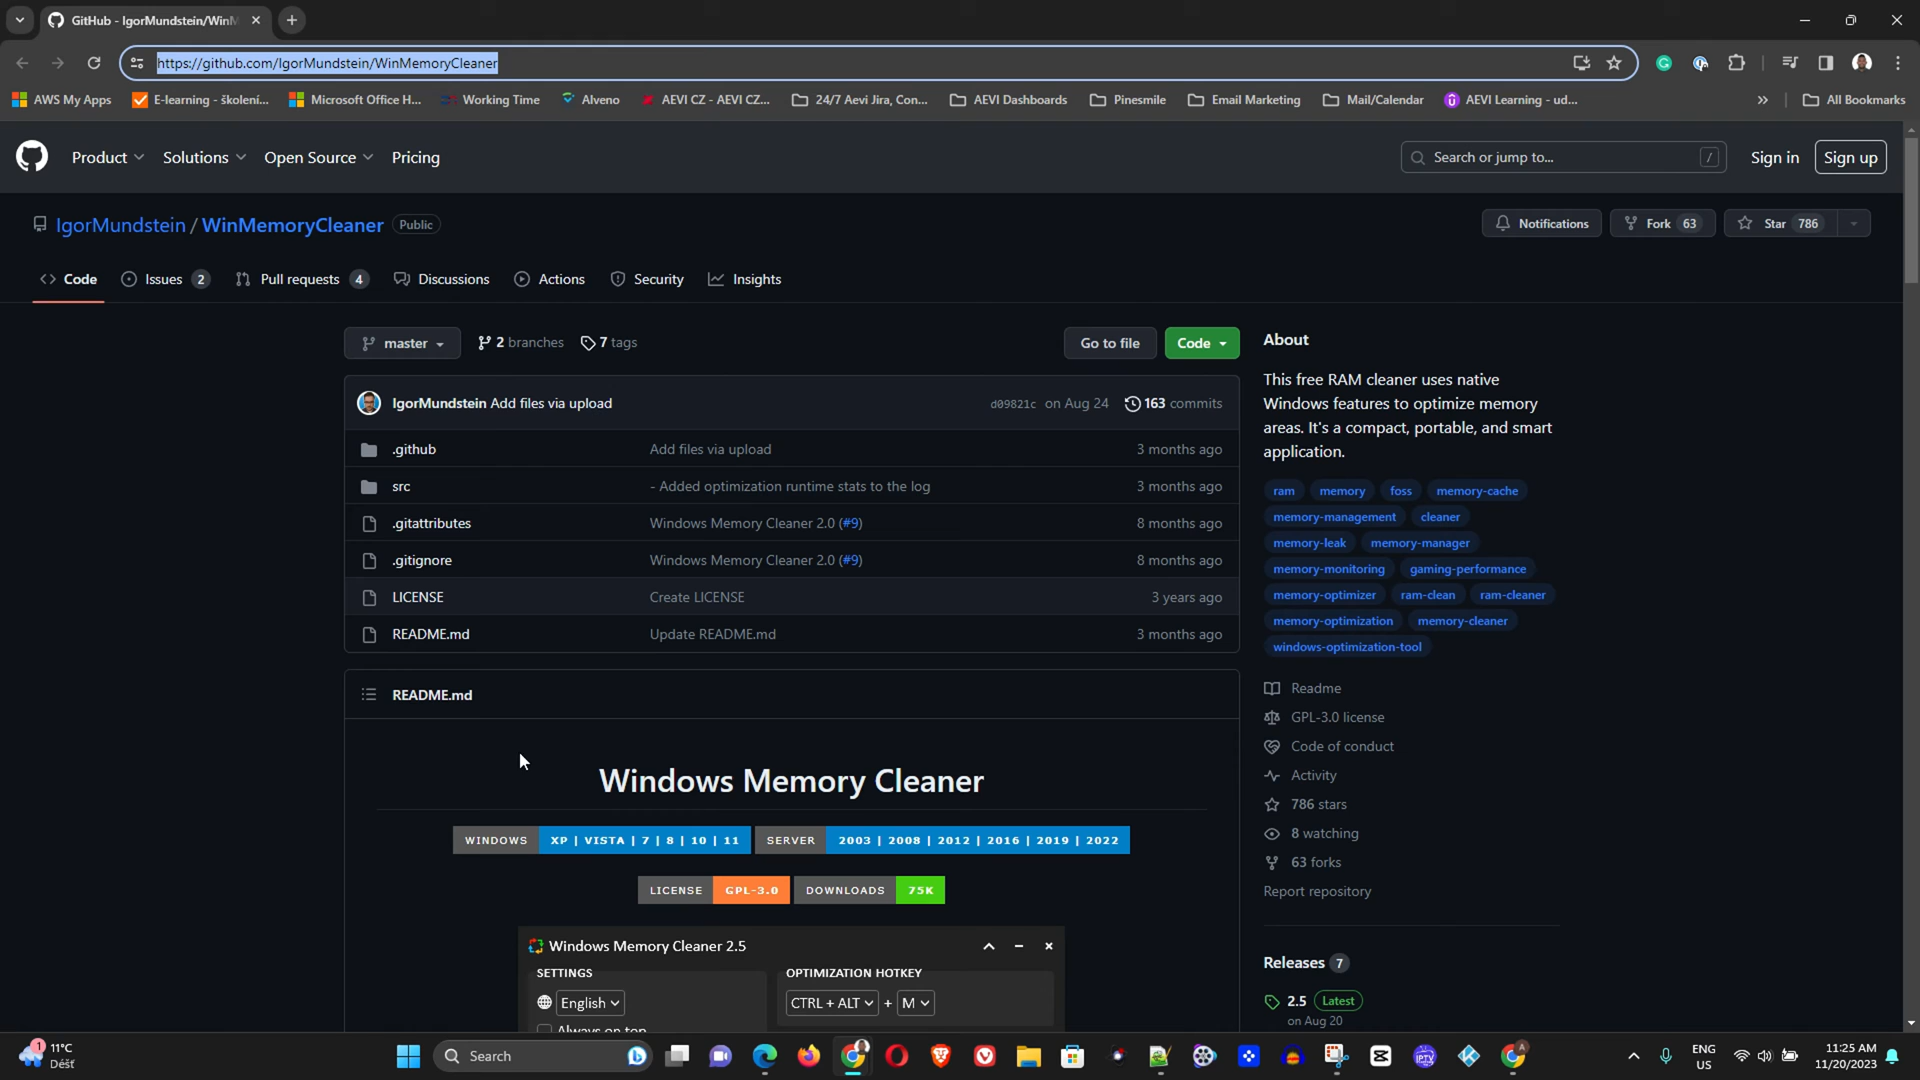 GitHub - IgorMundstein/WinM
https://github.com/IgorMundstein/WinMemoryCleaner
AWS My Apps E-learning - školení... Microsoft Office H... Working Time Alveno AEVI CZ - AEVI CZ... 24/7 Aevi Jira, Con... AEVI Dashboards Pinesmile Email Marketing Mail/Calendar AEVI Learning - ud... » All Bookmarks
Product Solutions Open Source Pricing Search or jump to... / Sign in Sign up
IgorMundstein / WinMemoryCleaner Public Notifications Fork 63 Star 786
Code Issues 2 Pull requests 4 Discussions Actions Security Insights
master 2 branches 7 tags Go to file Code
IgorMundstein Add files via upload d09821c on Aug 24 163 commits
.github Add files via upload 3 months ago
src - Added optimization runtime stats to the log 3 months ago
.gitattributes Windows Memory Cleaner 2.0 (#9) 8 months ago
.gitignore Windows Memory Cleaner 2.0 (#9) 8 months ago
LICENSE Create LICENSE 3 years ago
README.md Update README.md 3 months ago
README.md
Windows Memory Cleaner
WINDOWS XP | VISTA | 7 | 8 | 10 | 11 SERVER 2003 | 2008 | 2012 | 2016 | 2019 | 2022
LICENSE GPL-3.0 DOWNLOADS 75K
Windows Memory Cleaner 2.5
SETTINGS OPTIMIZATION HOTKEY
English CTRL + ALT + M
Always on top
About
This free RAM cleaner uses native
Windows features to optimize memory
areas. It's a compact, portable, and smart
application.
ram memory foss memory-cache
memory-management cleaner
memory-leak memory-manager
memory-monitoring gaming-performance
memory-optimizer ram-clean ram-cleaner
memory-optimization memory-cleaner
windows-optimization-tool
Readme
GPL-3.0 license
Code of conduct
Activity
786 stars
8 watching
63 forks
Report repository
Releases 7
2.5 Latest
on Aug 20
1 11°C
Déšť
Search
IPTV
ENG
US
11:25 AM
11/20/2023